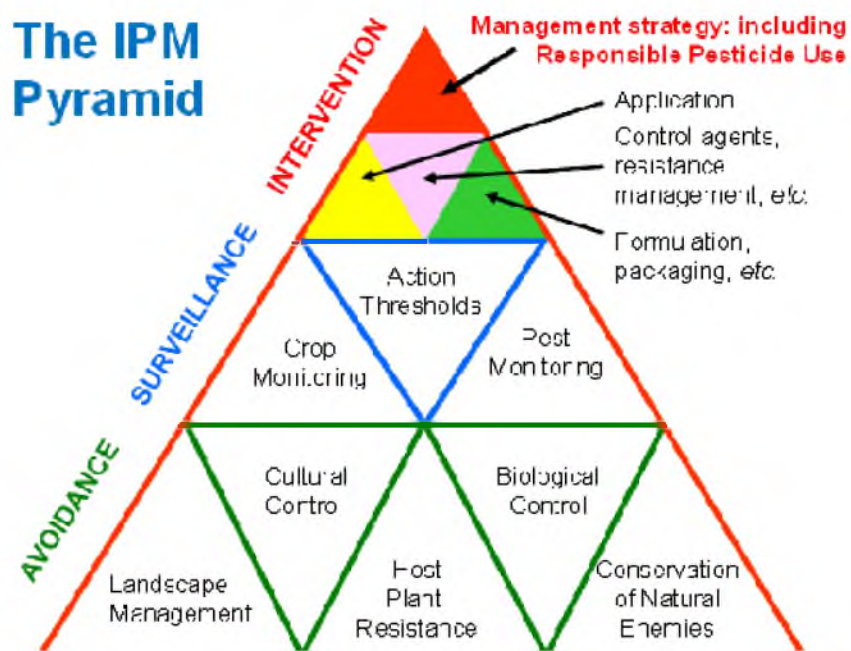 The IPM
Pyramid
Management strategy: including
Responsible Pesticide Use
INTERVENTION
Application
Control agents,
resistance
management, etc.
Formulation,
packaging, etc.
SURVEILLANCE
Action
Thresholds
Crop
Monitoring
Pest
Monitoring
AVOIDANCE
Cultural
Control
Biological
Control
Landscape
Management
Host
Plant
Resistance
Conservation
of Natural
Enemies